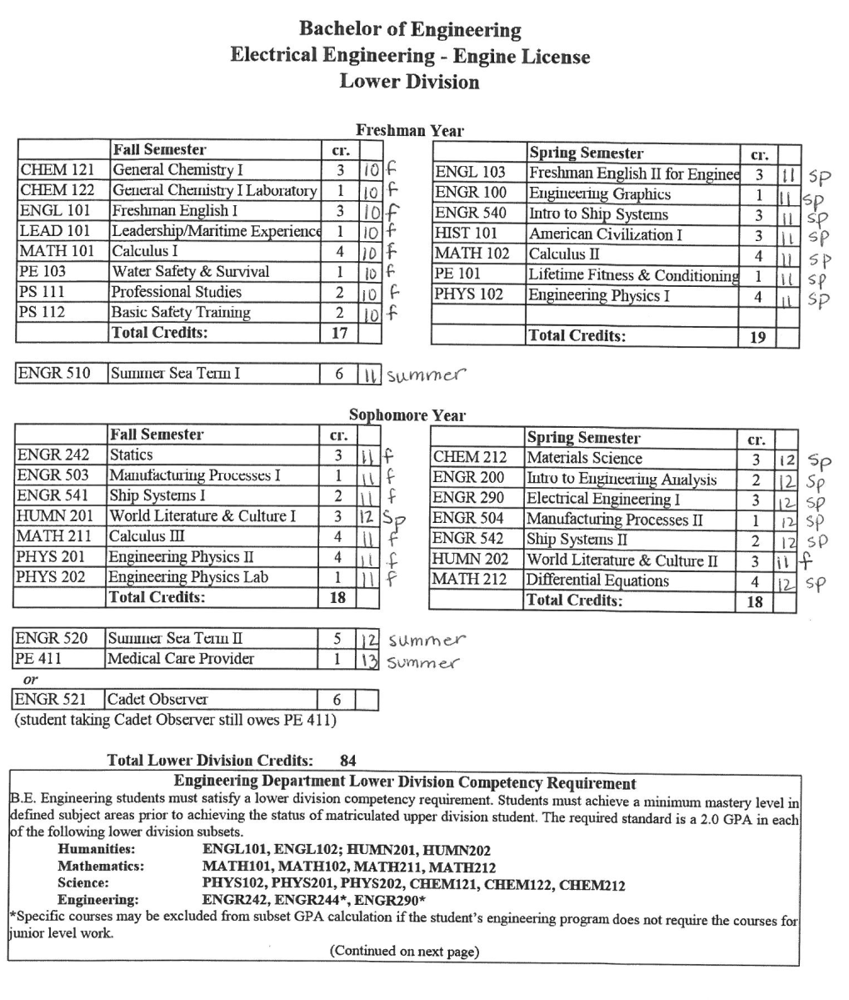 Bachelor of Engineering
Electrical Engineering - Engine License
Lower Division
Freshman Year
Fall Semester cr.
CHEM 121 General Chemistry I 3 10 f
CHEM 122 General Chemistry I Laboratory 1 10 f
ENGL 101 Freshman English I 3 10 f
LEAD 101 Leadership/Maritime Experience 1 10 f
MATH 101 Calculus I 4 10 f
PE 103 Water Safety & Survival 1 10 f
PS 111 Professional Studies 2 10 f
PS 112 Basic Safety Training 2 10 f
Total Credits: 17
Spring Semester cr.
ENGL 103 Freshman English II for Enginee 3 11 sp
ENGR 100 Engineering Graphics 1 11 sp
ENGR 540 Intro to Ship Systems 3 11 sp
HIST 101 American Civilization I 3 11 sp
MATH 102 Calculus II 4 11 sp
PE 101 Lifetime Fitness & Conditioning 1 11 sp
PHYS 102 Engineering Physics I 4 11 sp
Total Credits: 19
ENGR 510 Summer Sea Term I 6 11 summer
Sophomore Year
Fall Semester cr.
ENGR 242 Statics 3 11 f
ENGR 503 Manufacturing Processes I 1 11 f
ENGR 541 Ship Systems I 2 11 f
HUMN 201 World Literature & Culture I 3 12 Sp
MATH 211 Calculus III 4 11 f
PHYS 201 Engineering Physics II 4 11 f
PHYS 202 Engineering Physics Lab 1 11 f
Total Credits: 18
Spring Semester cr.
CHEM 212 Materials Science 3 12 Sp
ENGR 200 Intro to Engineering Analysis 2 12 Sp
ENGR 290 Electrical Engineering I 3 12 sp
ENGR 504 Manufacturing Processes II 1 12 sp
ENGR 542 Ship Systems II 2 12 sp
HUMN 202 World Literature & Culture II 3 11 f
MATH 212 Differential Equations 4 12 sp
Total Credits: 18
ENGR 520 Summer Sea Term II 5 12 summer
PE 411 Medical Care Provider 1 13 summer
or
ENGR 521 Cadet Observer 6
(student taking Cadet Observer still owes PE 411)
Total Lower Division Credits: 84
Engineering Department Lower Division Competency Requirement
B.E. Engineering students must satisfy a lower division competency requirement. Students must achieve a minimum mastery level in
defined subject areas prior to achieving the status of matriculated upper division student. The required standard is a 2.0 GPA in each
of the following lower division subsets.
Humanities: ENGL101, ENGL102; HUMN201, HUMN202
Mathematics: MATH101, MATH102, MATH211, MATH212
Science: PHYS102, PHYS201, PHYS202, CHEM121, CHEM122, CHEM212
Engineering: ENGR242, ENGR244*, ENGR290*
*Specific courses may be excluded from subset GPA calculation if the student's engineering program does not require the courses for
junior level work.
(Continued on next page)